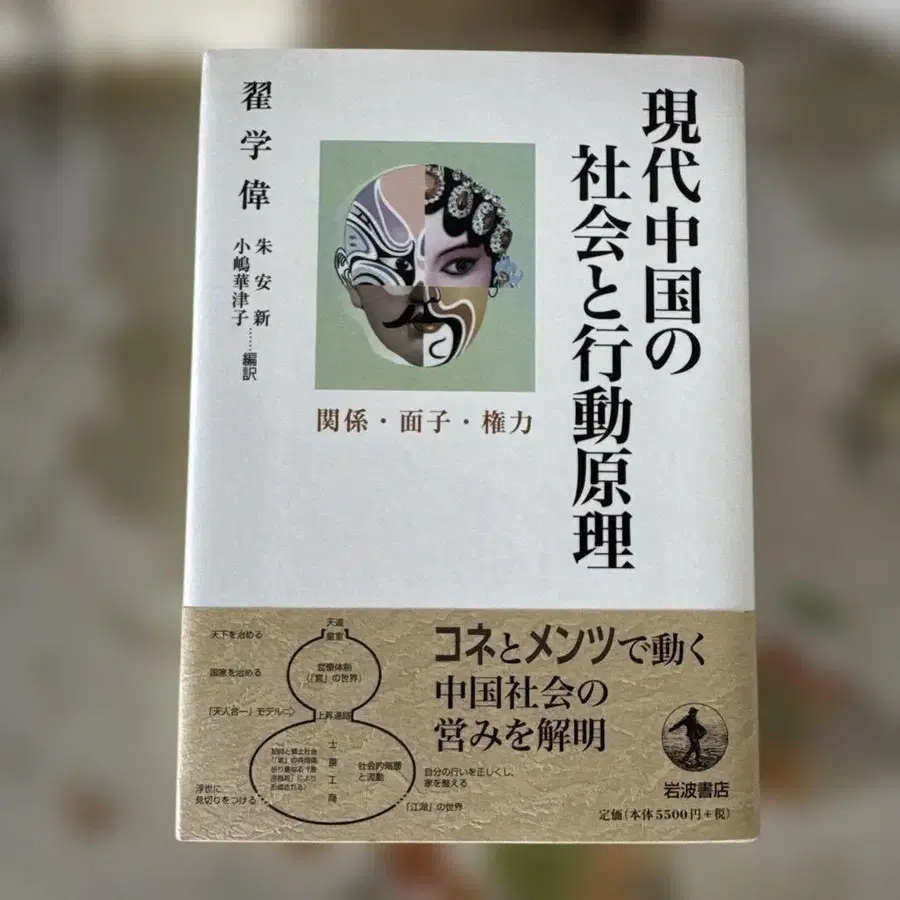 現代中国の
社会と行動原理
翟学偉
朱安新
小嶋華津子……編訳
関係・面子・権力
コネとメンツで動く
中国社会の
営みを解明
天下を治める
天道
皇室
国家を治める
官僚体制
(「官」の世界)
「天人合一」モデル⇨
上昇通路
士農工商
社会的階層
と流動
自分の行いを正しくし、
家を整える
浮世に
見切りをつける
「江湖」の世界
岩波書店
定価(本体5500円+税)